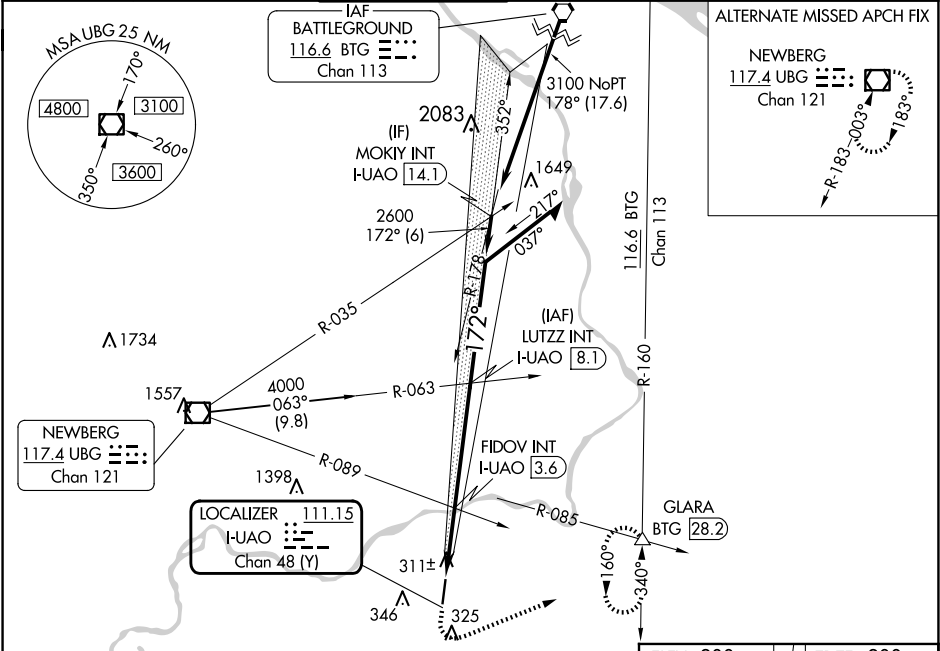 MSA UBG 25 NM
170°
4800
3100
260°
350°
3600
IAF
BATTLEGROUND
116.6 BTG
Chan 113
3100 NoPT
178° (17.6)
2083
352°
(IF)
MOKIY INT
I-UAO 14.1
1649
2600
172° (6)
217°
037°
R-178
R-035
172°
116.6 BTG
Chan 113
R-160
ALTERNATE MISSED APCH FIX
NEWBERG
117.4 UBG
Chan 121
183°
R-183
003°
1734
(IAF)
LUTZZ INT
I-UAO 8.1
1557
4000
063°
(9.8)
R-063
NEWBERG
117.4 UBG
Chan 121
R-089
FIDOV INT
I-UAO 3.6
1398
LOCALIZER 111.15
I-UAO
Chan 48 (Y)
R-085
GLARA
BTG 28.2
311±
160°
340°
346
325